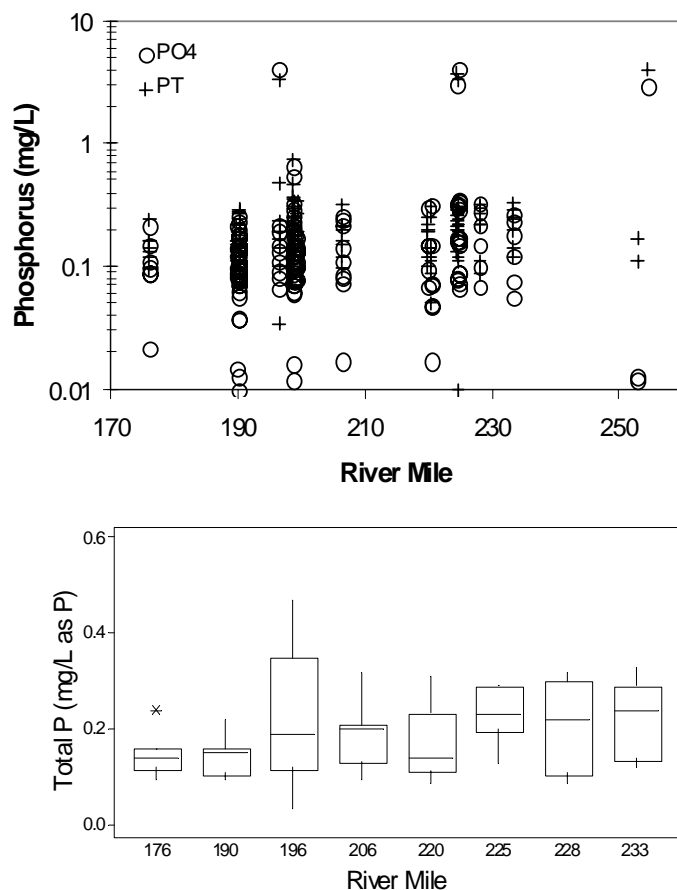 10
PO4
PT
1
0.1
0.01
Phosphorus (mg/L)
170 190 210 230 250
River Mile
0.6
0.4
0.2
0.0
Total P (mg/L as P)
176 190 196 206 220 225 228 233
River Mile